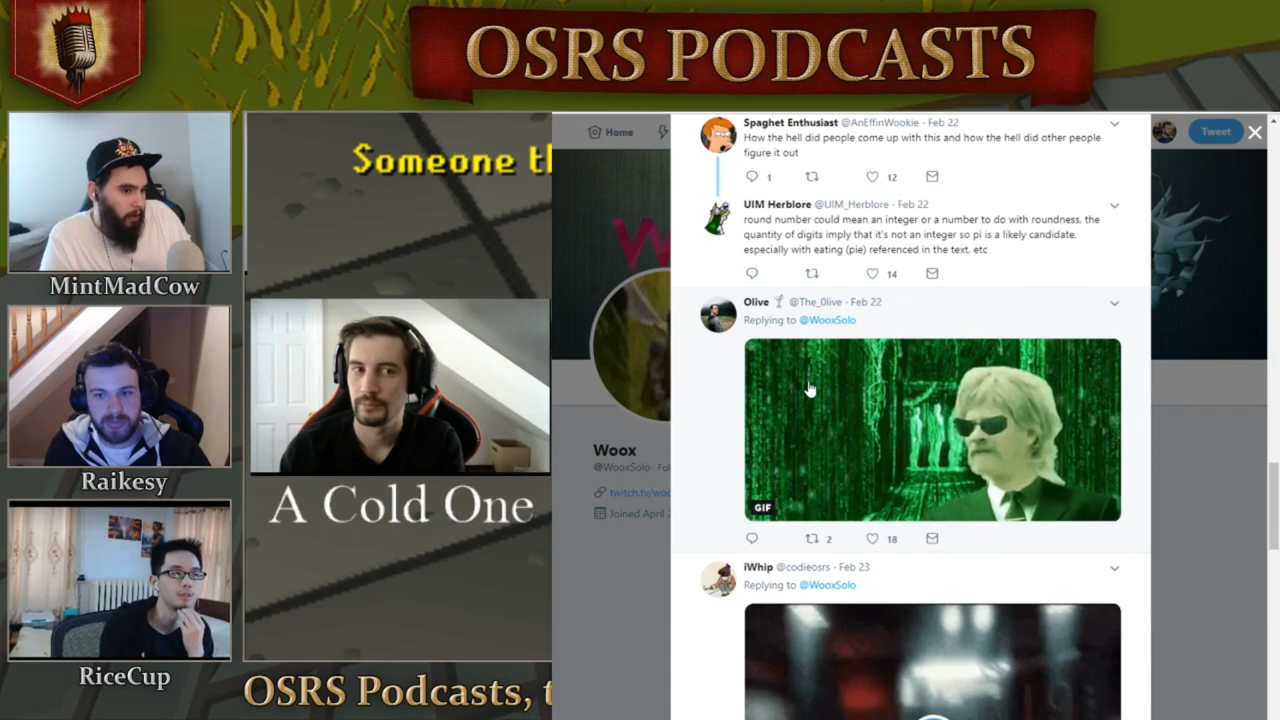 OSRS PODCASTS
MintMadCow
Raikesy
RiceCup
Someone th
A Cold One
OSRS Podcasts, t
Home
Tweet
Woox
@WooxSolo
twitch.tv/woo
Joined April 2
Spaghet Enthusiast @AnEffinWookie · Feb 22
How the hell did people come up with this and how the hell did other people
figure it out
1 12
UIM Herblore @UIM_Herblore · Feb 22
round number could mean an integer or a number to do with roundness, the
quantity of digits imply that it's not an integer so pi is a likely candidate,
especially with eating (pie) referenced in the text, etc
14
Olive @The_0live · Feb 22
Replying to @WooxSolo
GIF
2 18
iWhip @codieosrs · Feb 23
Replying to @WooxSolo